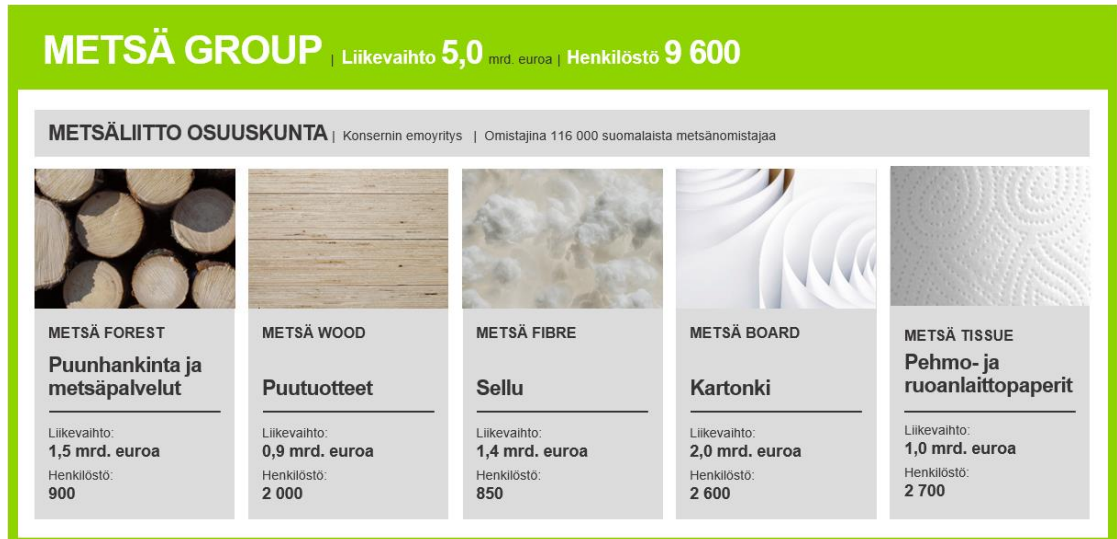 METSÄ GROUP | Liikevaihto 5,0 mrd. euroa | Henkilöstö 9 600
METSÄLIITTO OSUUSKUNTA | Konsernin emoyritys | Omistajina 116 000 suomalaista metsänomistajaa
METSÄ FOREST
Puunhankinta ja
metsäpalvelut
Liikevaihto:
1,5 mrd. euroa
Henkilöstö:
900
METSÄ WOOD
Puutuotteet
Liikevaihto:
0,9 mrd. euroa
Henkilöstö:
2 000
METSÄ FIBRE
Sellu
Liikevaihto:
1,4 mrd. euroa
Henkilöstö:
850
METSÄ BOARD
Kartonki
Liikevaihto:
2,0 mrd. euroa
Henkilöstö:
2 600
METSÄ TISSUE
Pehmo- ja
ruoanlaittopaperit
Liikevaihto:
1,0 mrd. euroa
Henkilöstö:
2 700